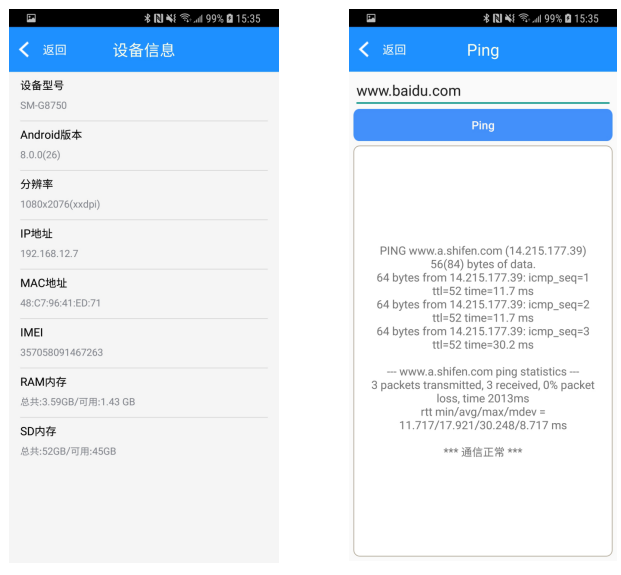 99% 15:35
返回 设备信息
设备型号
SM-G8750
Android版本
8.0.0(26)
分辨率
1080x2076(xxdpi)
IP地址
192.168.12.7
MAC地址
48:C7:96:41:ED:71
IMEI
357058091467263
RAM内存
总共:3.59GB/可用:1.43 GB
SD内存
总共:52GB/可用:45GB
99% 15:35
返回 Ping
www.baidu.com
Ping
PING www.a.shifen.com (14.215.177.39)
56(84) bytes of data.
64 bytes from 14.215.177.39: icmp_seq=1
ttl=52 time=11.7 ms
64 bytes from 14.215.177.39: icmp_seq=2
ttl=52 time=11.7 ms
64 bytes from 14.215.177.39: icmp_seq=3
ttl=52 time=30.2 ms
--- www.a.shifen.com ping statistics ---
3 packets transmitted, 3 received, 0% packet
loss, time 2013ms
rtt min/avg/max/mdev =
11.717/17.921/30.248/8.717 ms
*** 通信正常 ***